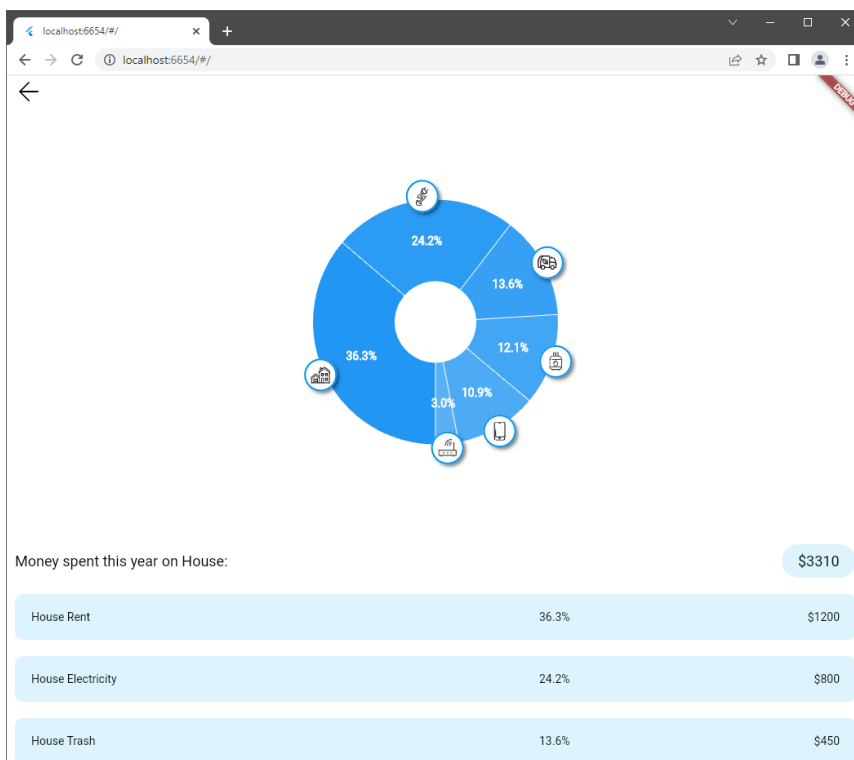 localhost:6654/#/
localhost:6654/#/
DEBUG
24.2%
13.6%
12.1%
36.3%
10.9%
3.0%
Money spent this year on House: $3310
House Rent 36.3% $1200
House Electricity 24.2% $800
House Trash 13.6% $450